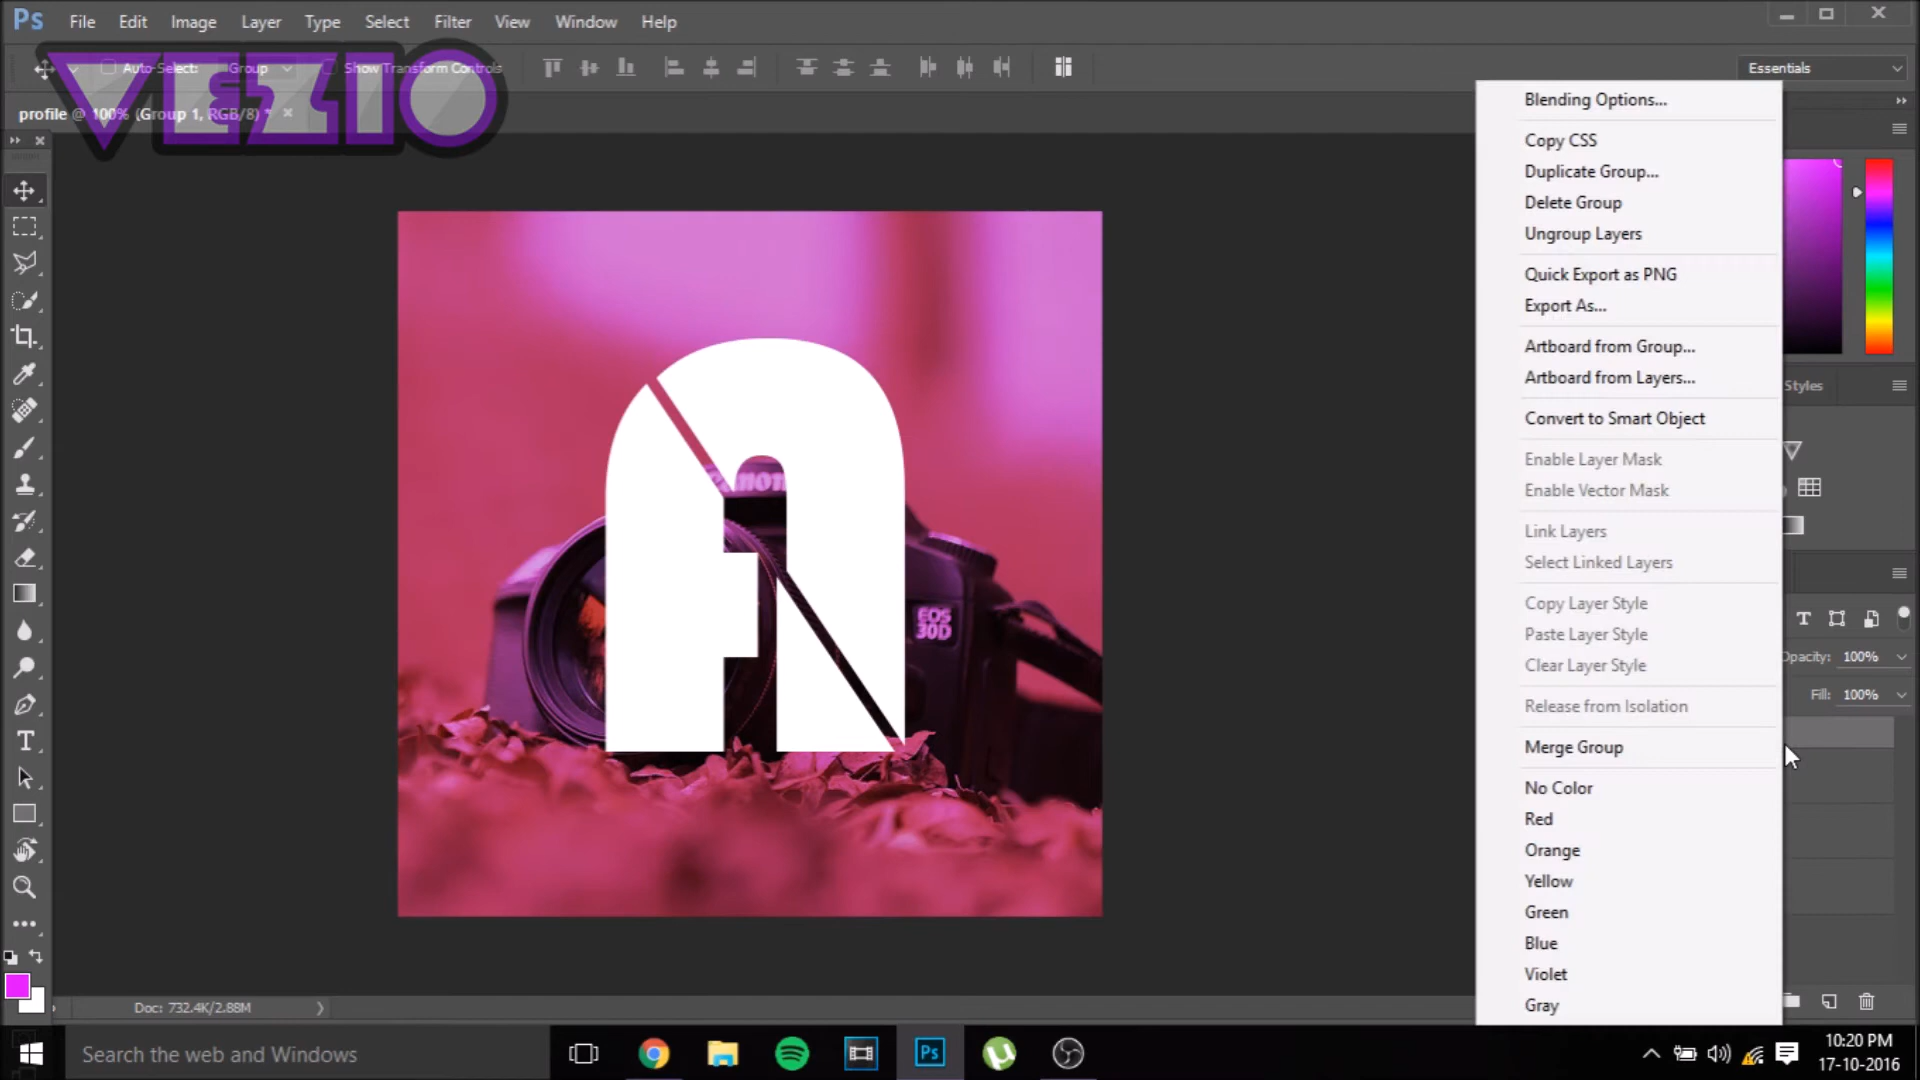 Ps File Edit Image Layer Type Select Filter View Window Help
VEZIO
Auto-Select: Group Show Transform Controls
Essentials
profile @ 100% (Group 1, RGB/8) *
Blending Options...
Copy CSS
Duplicate Group...
Delete Group
Ungroup Layers
Quick Export as PNG
Export As...
Artboard from Group...
Artboard from Layers...
Styles
Convert to Smart Object
Enable Layer Mask
Enable Vector Mask
Link Layers
Select Linked Layers
Copy Layer Style
Paste Layer Style
Clear Layer Style
Release from Isolation
Merge Group
No Color
Red
Orange
Yellow
Green
Blue
Violet
Gray
Opacity: 100%
Fill: 100%
A
EOS
30D
Doc: 732.4K/2.88M
Search the web and Windows
Ps
10:20 PM
17-10-2016